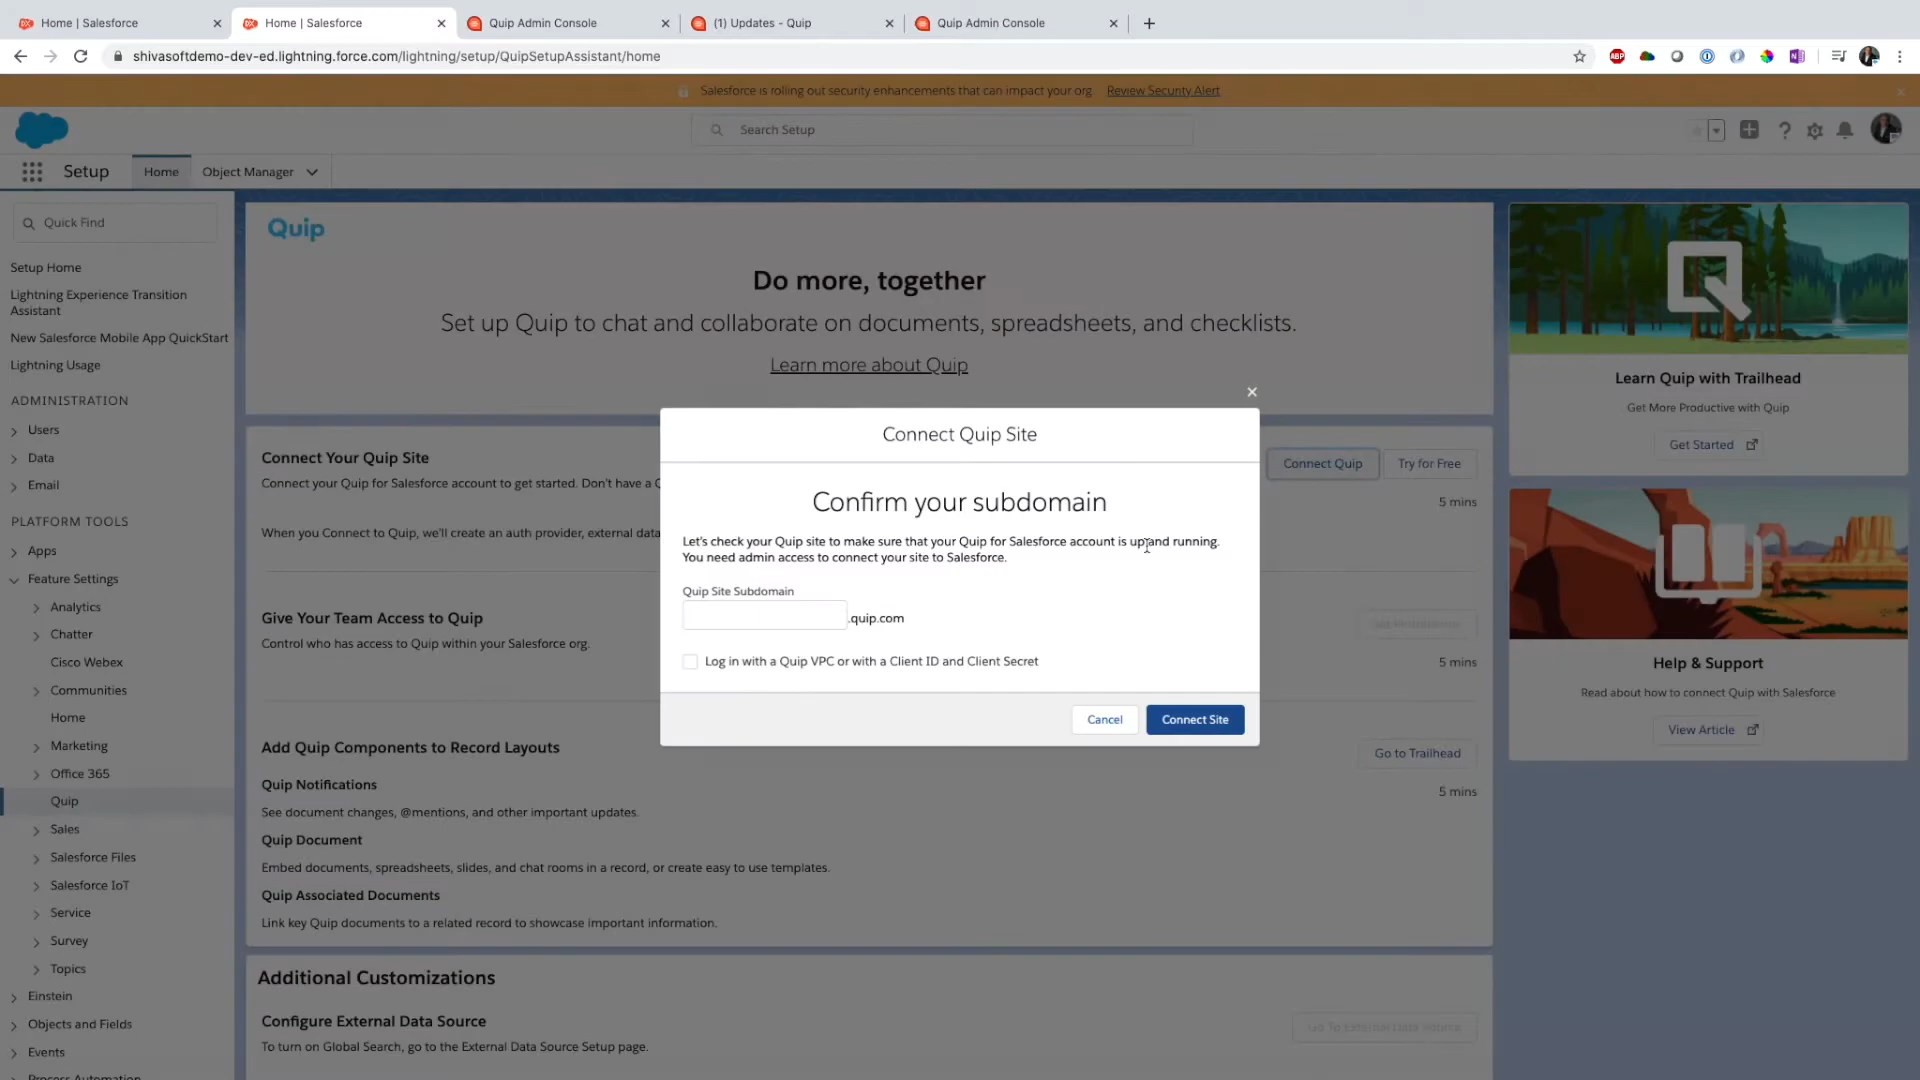 Home | Salesforce
Home | Salesforce
Quip Admin Console
(1) Updates - Quip
Quip Admin Console
shivasoftdemo-dev-ed.lightning.force.com/lightning/setup/QuipSetupAssistant/home
ABP
Salesforce is rolling out security enhancements that can impact your org. Review Security Alert
Search Setup
Setup
Home
Object Manager
Quick Find
Setup Home
Lightning Experience Transition
Assistant
New Salesforce Mobile App QuickStart
Lightning Usage
ADMINISTRATION
Users
Data
Email
PLATFORM TOOLS
Apps
Feature Settings
Analytics
Chatter
Cisco Webex
Communities
Home
Marketing
Office 365
Quip
Sales
Salesforce Files
Salesforce IoT
Service
Survey
Topics
Einstein
Objects and Fields
Events
Process Automation
Quip
Do more, together
Set up Quip to chat and collaborate on documents, spreadsheets, and checklists.
Learn more about Quip
Connect Your Quip Site
Connect your Quip for Salesforce account to get started. Don't have a Q
When you Connect to Quip, we'll create an auth provider, external data
Connect Quip
Try for Free
5 mins
Give Your Team Access to Quip
Control who has access to Quip within your Salesforce org.
5 mins
Add Quip Components to Record Layouts
Go to Trailhead
5 mins
Quip Notifications
See document changes, @mentions, and other important updates.
Quip Document
Embed documents, spreadsheets, slides, and chat rooms in a record, or create easy to use templates.
Quip Associated Documents
Link key Quip documents to a related record to showcase important information.
Additional Customizations
Configure External Data Source
To turn on Global Search, go to the External Data Source Setup page.
Go To External Data Source
Connect Quip Site
Confirm your subdomain
Let's check your Quip site to make sure that your Quip for Salesforce account is up and running.
You need admin access to connect your site to Salesforce.
Quip Site Subdomain
.quip.com
Log in with a Quip VPC or with a Client ID and Client Secret
Cancel
Connect Site
Learn Quip with Trailhead
Get More Productive with Quip
Get Started
Help & Support
Read about how to connect Quip with Salesforce
View Article